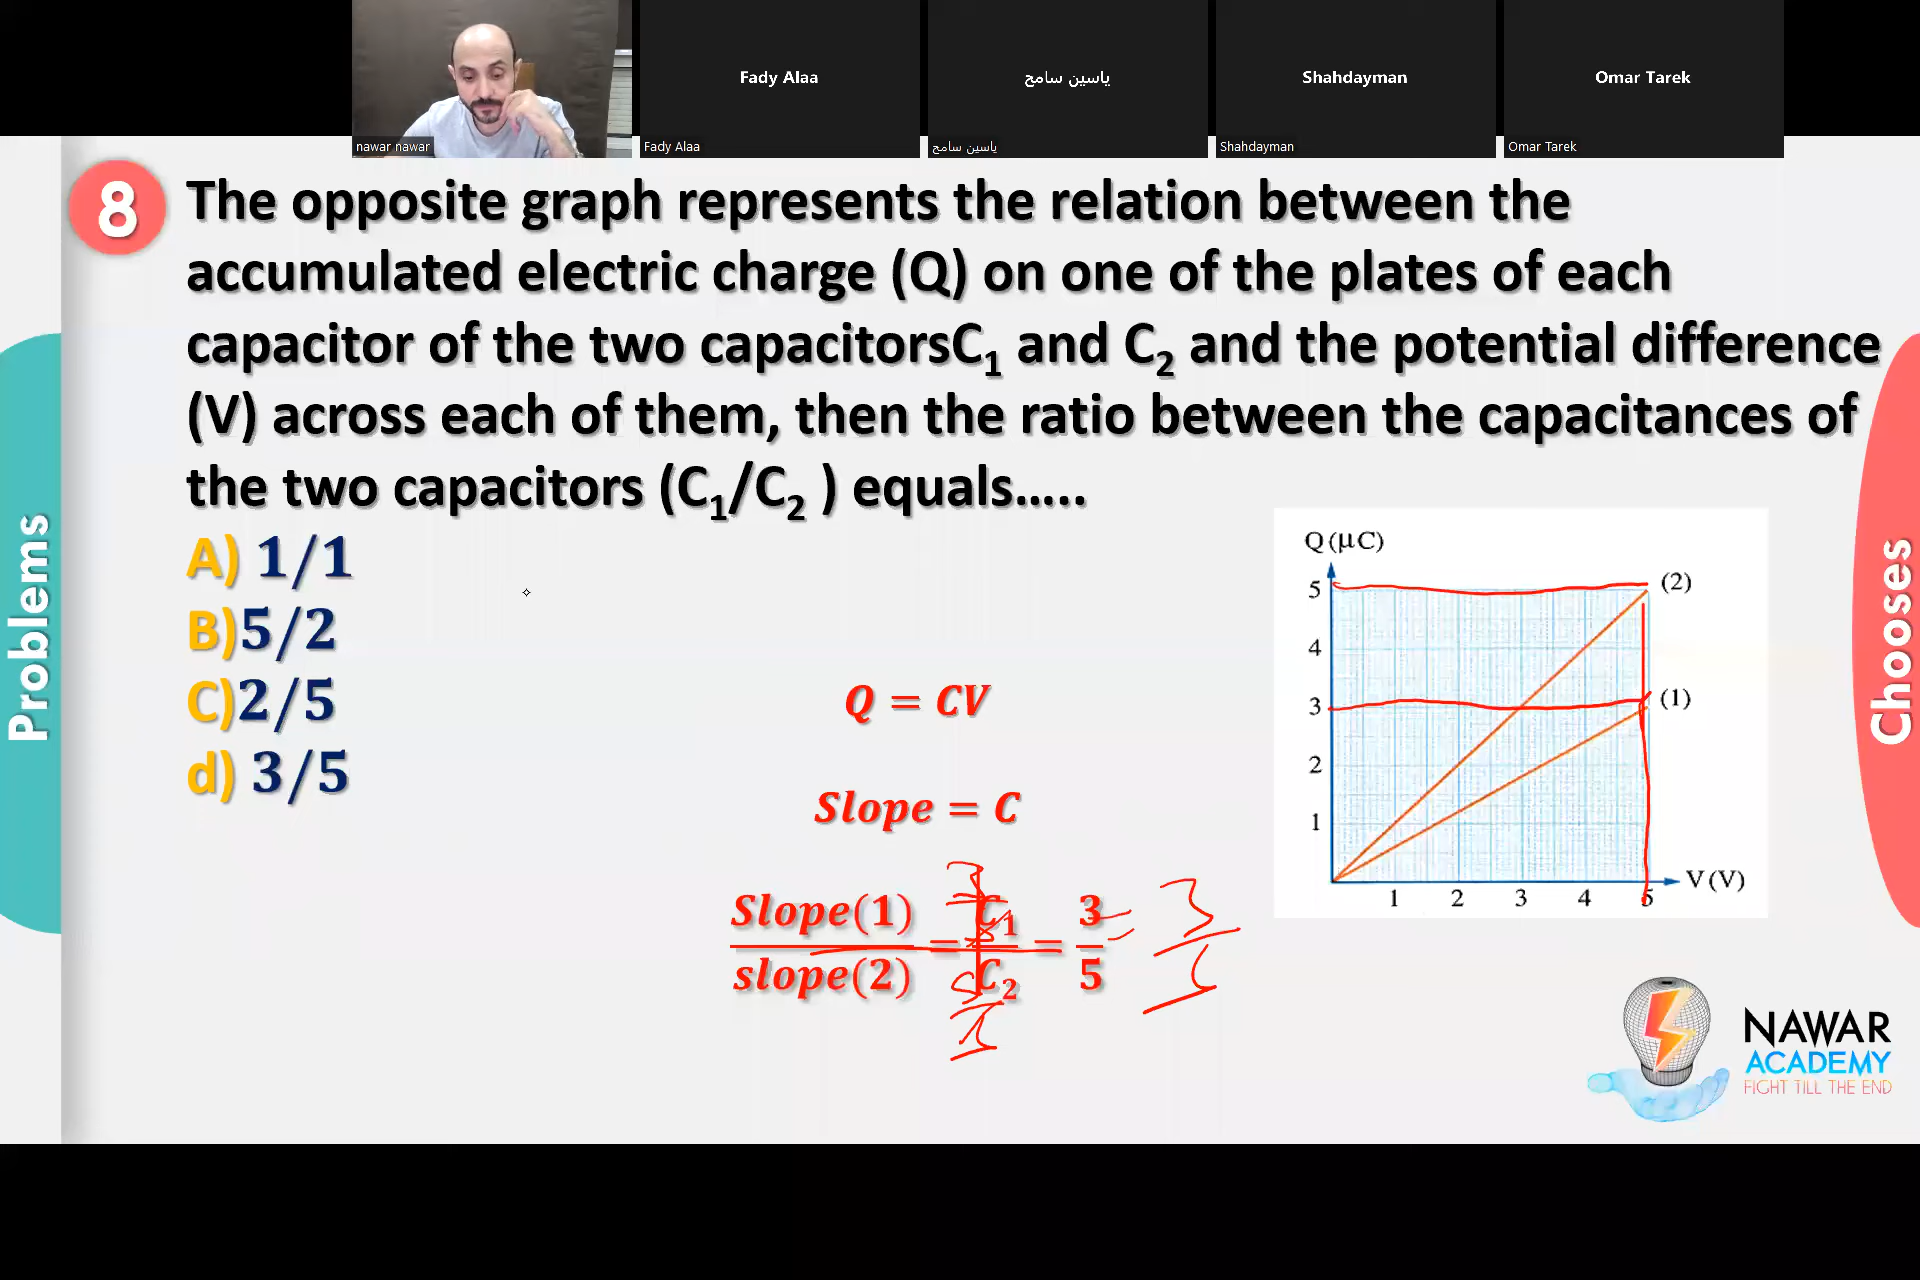 Fady Alaa
ياسين سامح
Shahdayman
Omar Tarek
nawar nawar
Fady Alaa
ياسين سامح
Shahdayman
Omar Tarek
8
The opposite graph represents the relation between the
accumulated electric charge (Q) on one of the plates of each
capacitor of the two capacitorsC₁ and C₂ and the potential difference
(V) across each of them, then the ratio between the capacitances of
the two capacitors (C₁/C₂ ) equals.....
A) 1/1
B)5/2
C)2/5
d) 3/5
Problems
Chooses
Q = CV
Slope = C
Slope(1)/slope(2) = C₁/C₂ = 3/5
Q (μC)
5
4
3
2
1
(2)
(1)
1 2 3 4 5
V (V)
NAWAR
ACADEMY
FIGHT TILL THE END